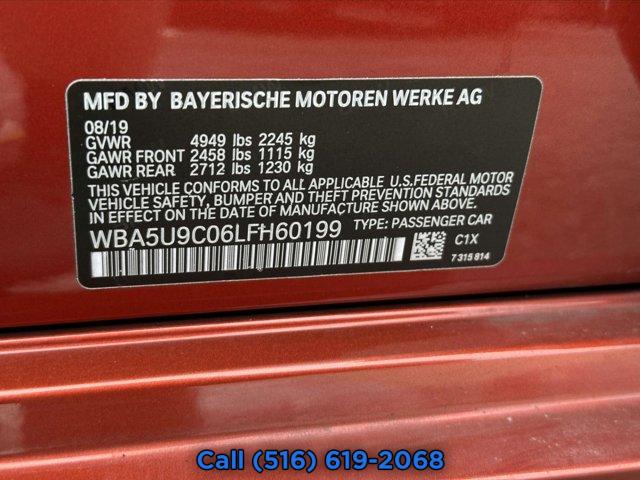 MFD BY BAYERISCHE MOTOREN WERKE AG
08/19
GVWR 4949 lbs 2245 kg
GAWR FRONT 2458 lbs 1115 kg
GAWR REAR 2712 lbs 1230 kg
THIS VEHICLE CONFORMS TO ALL APPLICABLE U.S.FEDERAL MOTOR
VEHICLE SAFETY, BUMPER AND THEFT PREVENTION STANDARDS
IN EFFECT ON THE DATE OF MANUFACTURE SHOWN ABOVE.
WBA5U9C06LFH60199 TYPE: PASSENGER CAR
C1X
7315814
Call (516) 619-2068